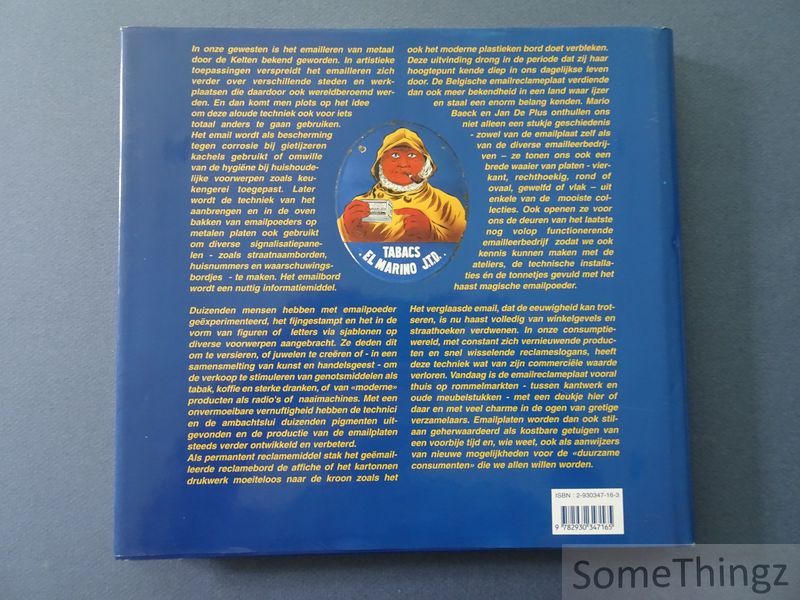 In onze gewesten is het emailleren van metaal
door de Kelten bekend geworden. In artistieke
toepassingen verspreidt het emailleren zich
verder over verschillende steden en werk-
plaatsen die daardoor ook wereldberoemd wer-
den. En dan komt men plots op het idee
om deze aloude techniek ook voor iets
totaal anders te gaan gebruiken.
Het email wordt als bescherming
tegen corrosie bij gietijzeren
kachels gebruikt of omwille
van de hygiëne bij huishoude-
lijke voorwerpen zoals keu-
kengerei toegepast. Later
wordt de techniek van het
aanbrengen en in de oven
bakken van emailpoeders op
metalen platen ook gebruikt
om diverse signalisatiepane-
len - zoals straatnaamborden,
huisnummers en waarschuwings-
bordjes - te maken. Het emailbord
wordt een nuttig informatiemiddel.
Duizenden mensen hebben met emailpoeder
geëxperimenteerd, het fijngestampt en het in de
vorm van figuren of letters via sjablonen op
diverse voorwerpen aangebracht. Ze deden dit
om te versieren, of juwelen te creëren of - in een
samensmelting van kunst en handelsgeest - om
de verkoop te stimuleren van genotsmiddelen als
tabak, koffie en sterke dranken, of van «moderne»
producten als radio's of naaimachines. Met een
onvermoeibare vernuftigheid hebben de technici
en de ambachtslui duizenden pigmenten uit-
gevonden en de productie van de emailplaten
steeds verder ontwikkeld en verbeterd.
Als permantent reclamemiddel stak het geëmail-
leerde reclamebord de affiche of het kartonnen
drukwerk moeiteloos naar de kroon zoals het
ook het moderne plastieken bord doet verbleken.
Deze uitvinding drong in de periode dat zij haar
hoogtepunt kende diep in ons dagelijkse leven
door. De Belgische emailreclameplaat verdiende
dan ook meer bekendheid in een land waar ijzer
en staal een enorm belang kenden. Mario
Baeck en Jan De Plus onthullen ons
niet alleen een stukje geschiedenis
- zowel van de emailplaat zelf als
van de diverse emailleerbedrij-
ven – ze tonen ons ook een
brede waaier van platen - vier-
kant, rechthoekig, rond of
ovaal, gewelfd of vlak – uit
enkele van de mooiste col-
lecties. Ook openen ze voor
ons de deuren van het laatste
nog volop functionerende
emailleerbedrijf zodat we ook
kennis kunnen maken met de
ateliers, de technische installa-
ties én de tonnetjes gevuld met het
haast magische emailpoeder.
Het verglaasde email, dat de eeuwigheid kan trot-
seren, is nu haast volledig van winkelgevels en
straathoeken verdwenen. In onze consumptie-
wereld, met constant zich vernieuwende produc-
ten en snel wisselende reclameslogans, heeft
deze techniek wat van zijn commerciële waarde
verloren. Vandaag is de emailreclameplaat vooral
thuis op rommelmarkten - tussen kantwerk en
oude meubelstukken - met een deukje hier of
daar en met veel charme in de ogen van gretige
verzamelaars. Emailplaten worden dan ook stil-
aan geherwaardeerd als kostbare getuigen van
een voorbije tijd en, wie weet, ook als aanwijzers
van nieuwe mogelijkheden voor de «duurzame
consumenten» die we allen willen worden.
TABACS
EL MARINO J.T.D.
ISBN : 2-930347-16-3
9 782930 347165
SomeThingz